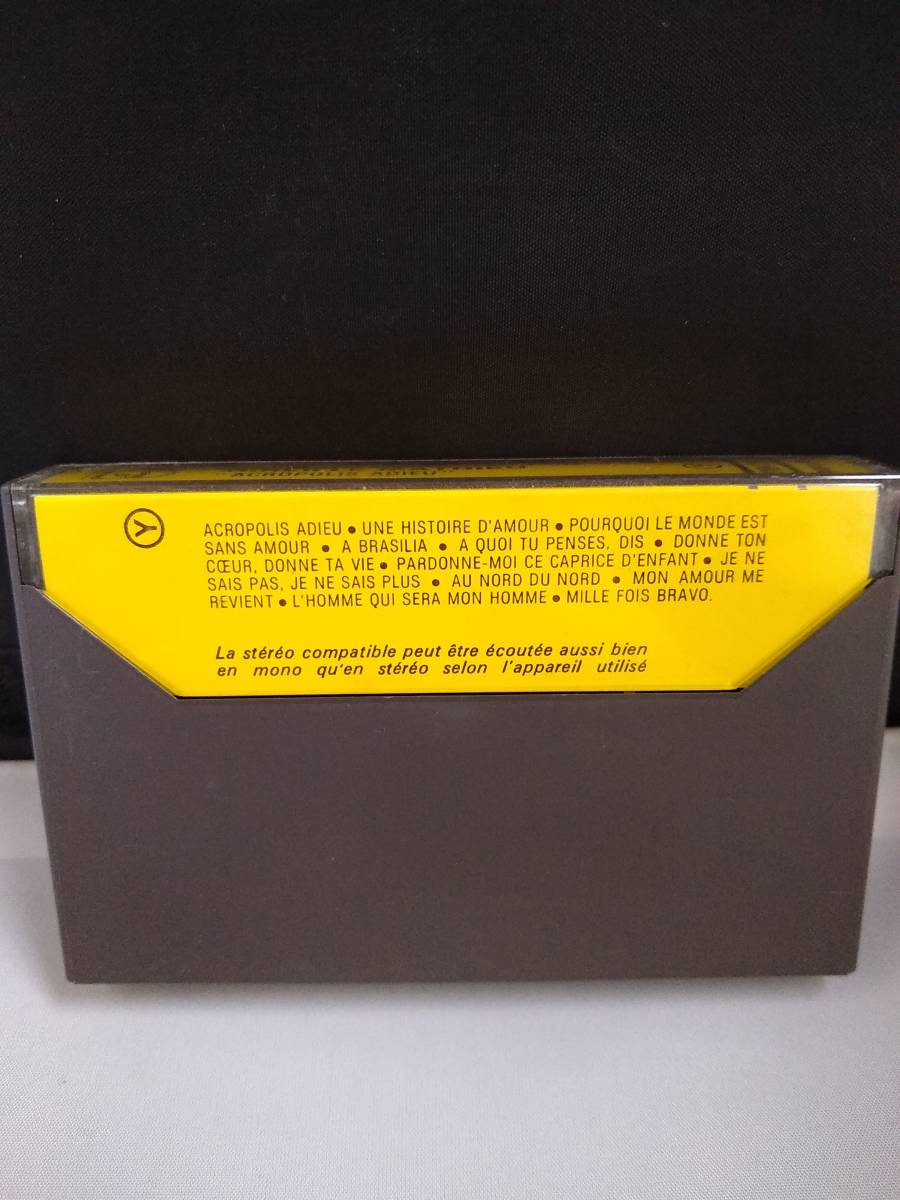 ACROPOLIS ADIEU
Y
ACROPOLIS ADIEU • UNE HISTOIRE D'AMOUR • POURQUOI LE MONDE EST
SANS AMOUR • A BRASILIA • A QUOI TU PENSES, DIS • DONNE TON
CŒUR, DONNE TA VIE • PARDONNE-MOI CE CAPRICE D'ENFANT • JE NE
SAIS PAS, JE NE SAIS PLUS • AU NORD DU NORD • MON AMOUR ME
REVIENT • L'HOMME QUI SERA MON HOMME • MILLE FOIS BRAVO.
La stéréo compatible peut être écoutée aussi bien
en mono qu'en stéréo selon l'appareil utilisé